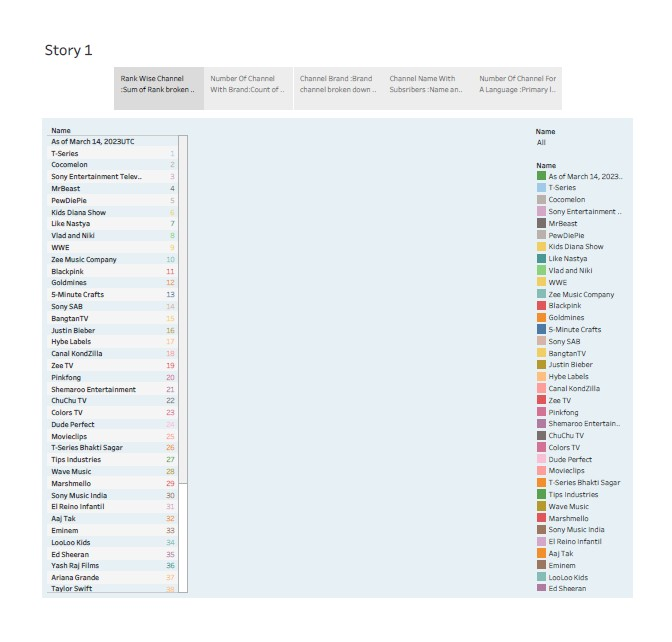 Story 1
Rank Wise Channel
:Sum of Rank broken ..
Number Of Channel
With Brand:Count of ..
Channel Brand :Brand
channel broken down ..
Channel Name With
Subsribers :Name an..
Number Of Channel For
A Language :Primary l..
Name
As of March 14, 2023UTC
T-Series 1
Cocomelon 2
Sony Entertainment Telev.. 3
MrBeast 4
PewDiePie 5
Kids Diana Show 6
Like Nastya 7
Vlad and Niki 8
WWE 9
Zee Music Company 10
Blackpink 11
Goldmines 12
5-Minute Crafts 13
Sony SAB 14
BangtanTV 15
Justin Bieber 16
Hybe Labels 17
Canal KondZilla 18
Zee TV 19
Pinkfong 20
Shemaroo Entertainment 21
ChuChu TV 22
Colors TV 23
Dude Perfect 24
Movieclips 25
T-Series Bhakti Sagar 26
Tips Industries 27
Wave Music 28
Marshmello 29
Sony Music India 30
El Reino Infantil 31
Aaj Tak 32
Eminem 33
LooLoo Kids 34
Ed Sheeran 35
Yash Raj Films 36
Ariana Grande 37
Taylor Swift 38
Name
All
Name
As of March 14, 2023..
T-Series
Cocomelon
Sony Entertainment ..
MrBeast
PewDiePie
Kids Diana Show
Like Nastya
Vlad and Niki
WWE
Zee Music Company
Blackpink
Goldmines
5-Minute Crafts
Sony SAB
BangtanTV
Justin Bieber
Hybe Labels
Canal KondZilla
Zee TV
Pinkfong
Shemaroo Entertain..
ChuChu TV
Colors TV
Dude Perfect
Movieclips
T-Series Bhakti Sagar
Tips Industries
Wave Music
Marshmello
Sony Music India
El Reino Infantil
Aaj Tak
Eminem
LooLoo Kids
Ed Sheeran